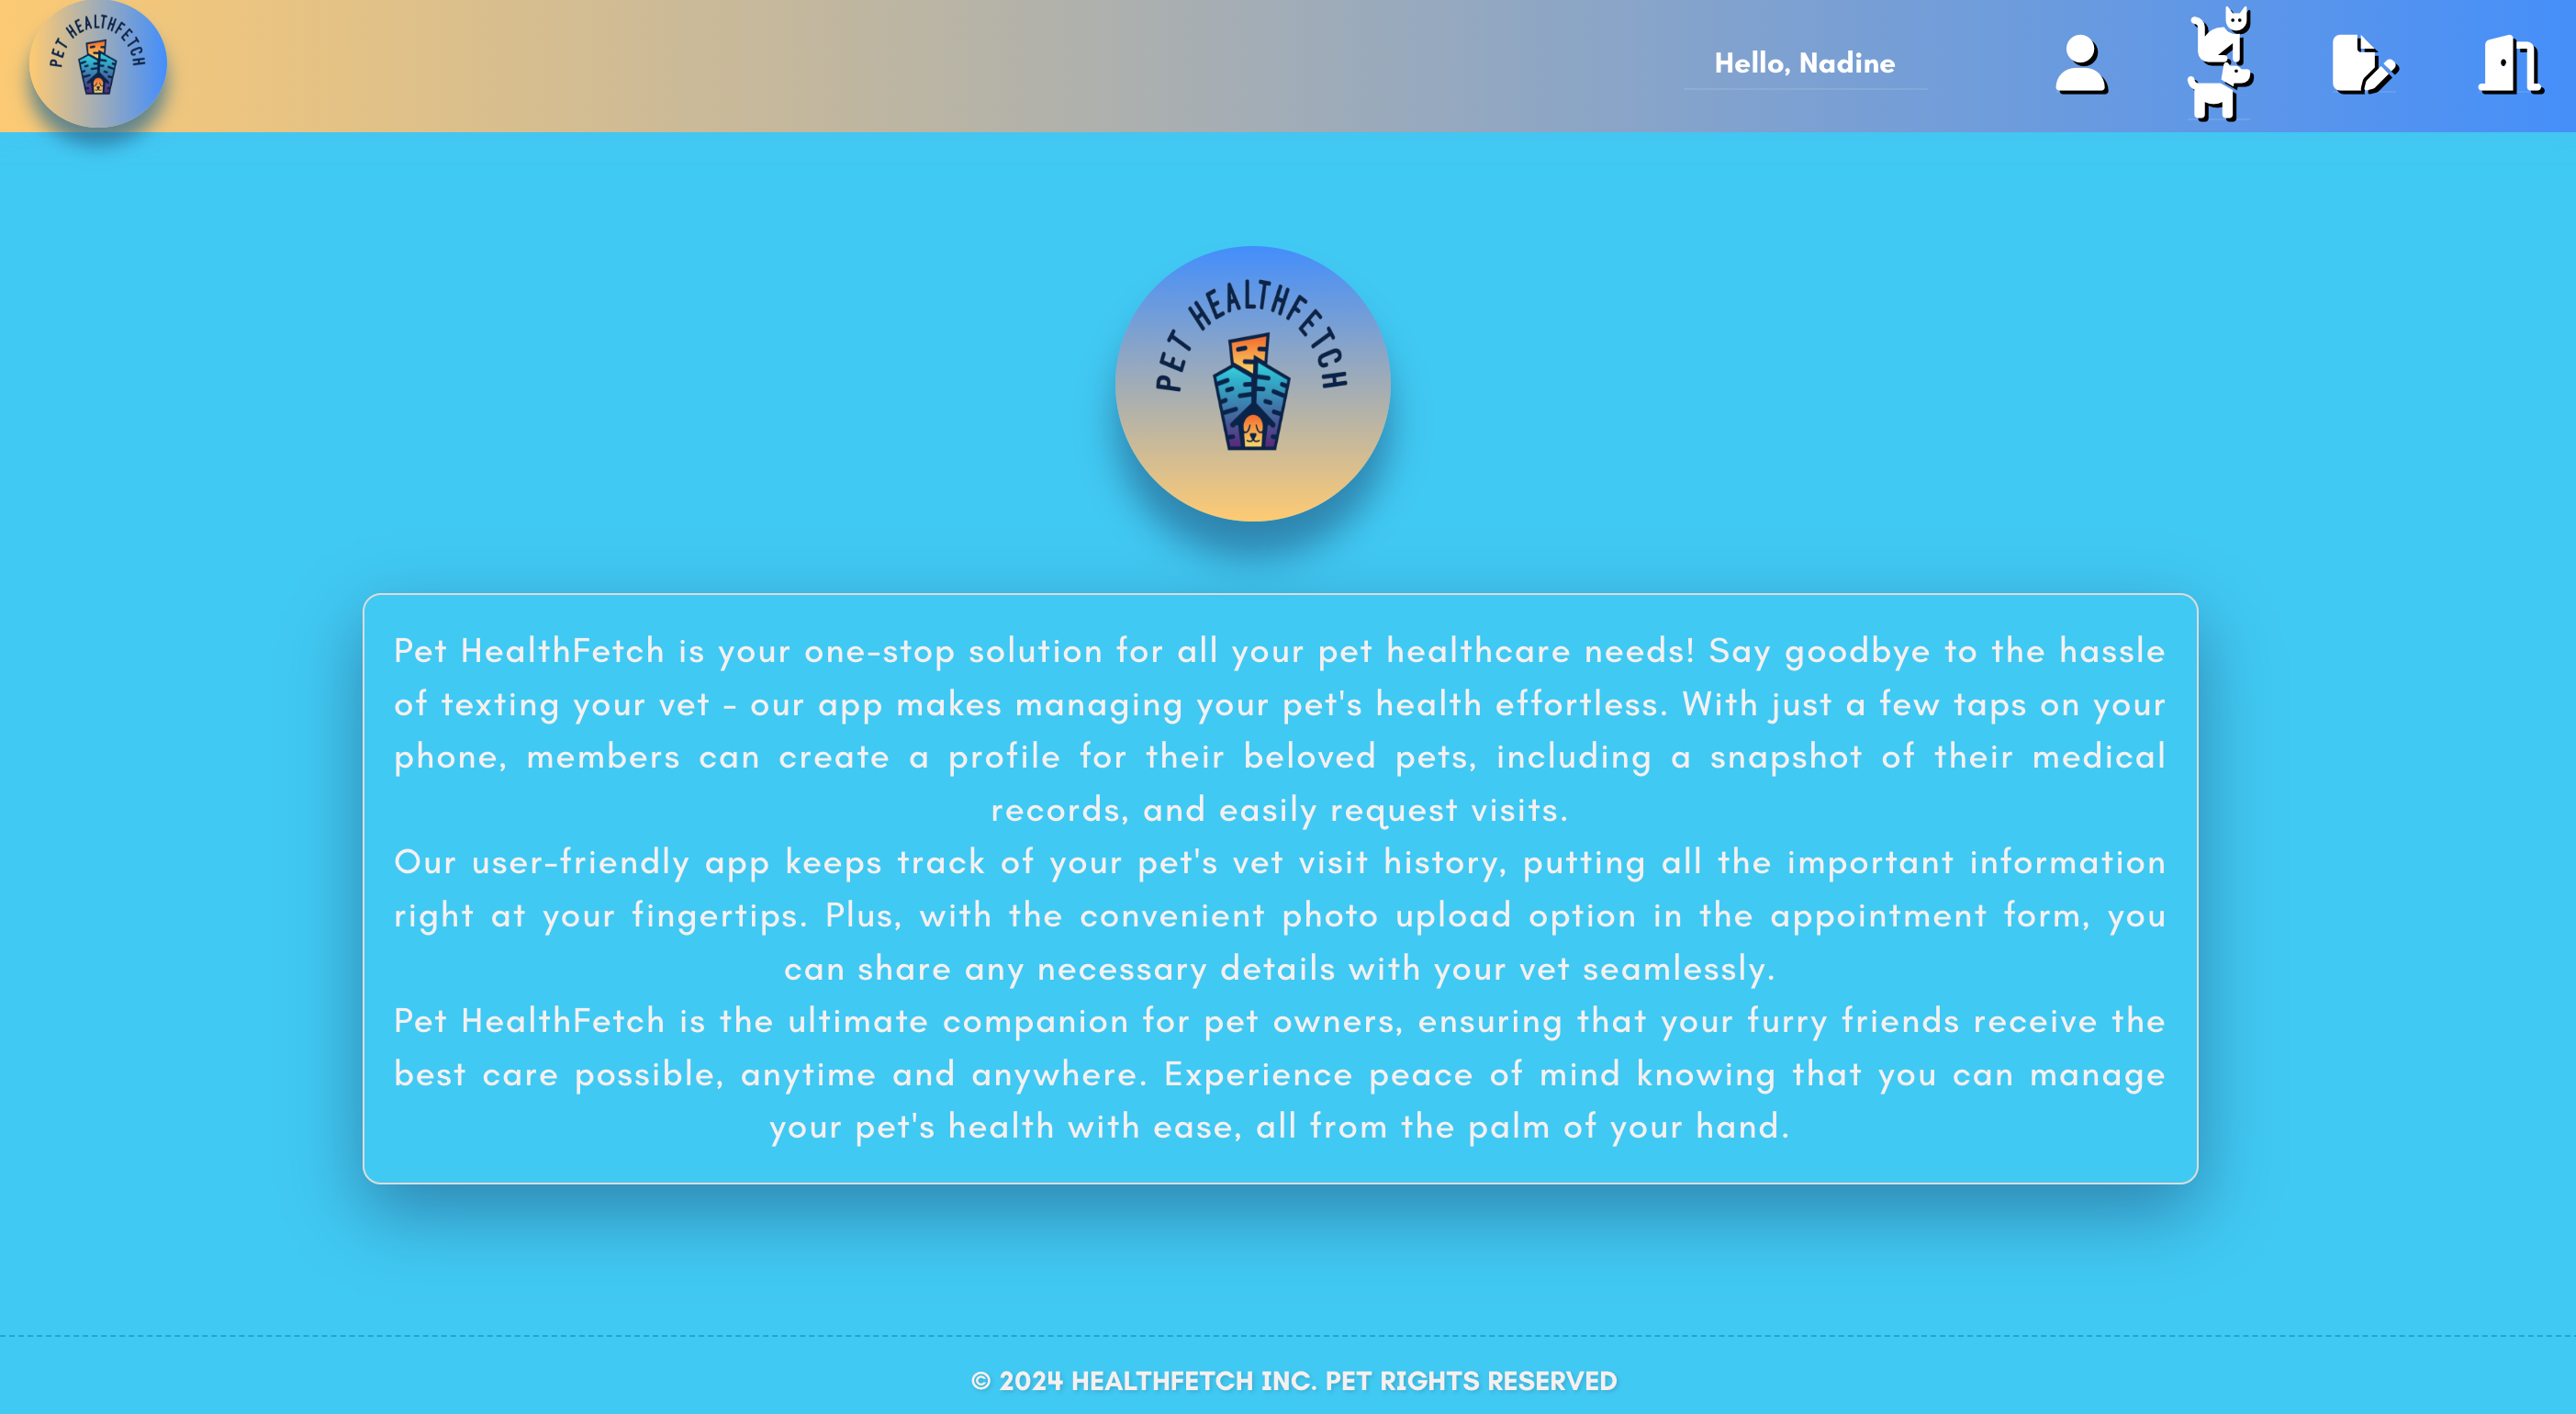 PET HEALTHFETCH
Hello, Nadine
PET HEALTHFETCH
Pet HealthFetch is your one-stop solution for all your pet healthcare needs! Say goodbye to the hassle
of texting your vet - our app makes managing your pet's health effortless. With just a few taps on your
phone, members can create a profile for their beloved pets, including a snapshot of their medical
records, and easily request visits.
Our user-friendly app keeps track of your pet's vet visit history, putting all the important information
right at your fingertips. Plus, with the convenient photo upload option in the appointment form, you
can share any necessary details with your vet seamlessly.
Pet HealthFetch is the ultimate companion for pet owners, ensuring that your furry friends receive the
best care possible, anytime and anywhere. Experience peace of mind knowing that you can manage
your pet's health with ease, all from the palm of your hand.
© 2024 HEALTHFETCH INC. PET RIGHTS RESERVED